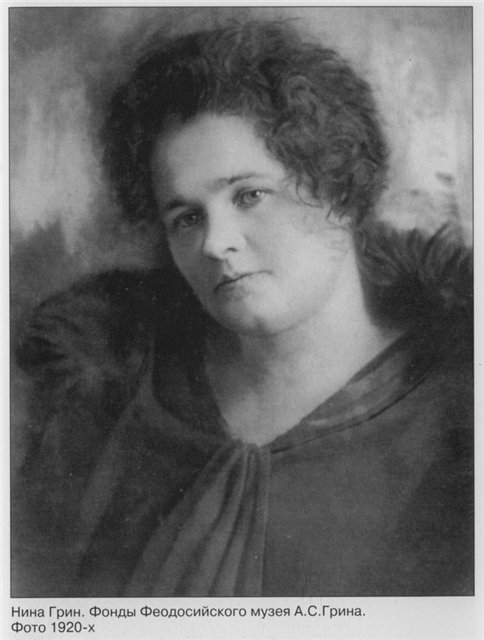 Нина Грин. Фонды Феодосийского музея А.С.Грина.
Фото 1920-х